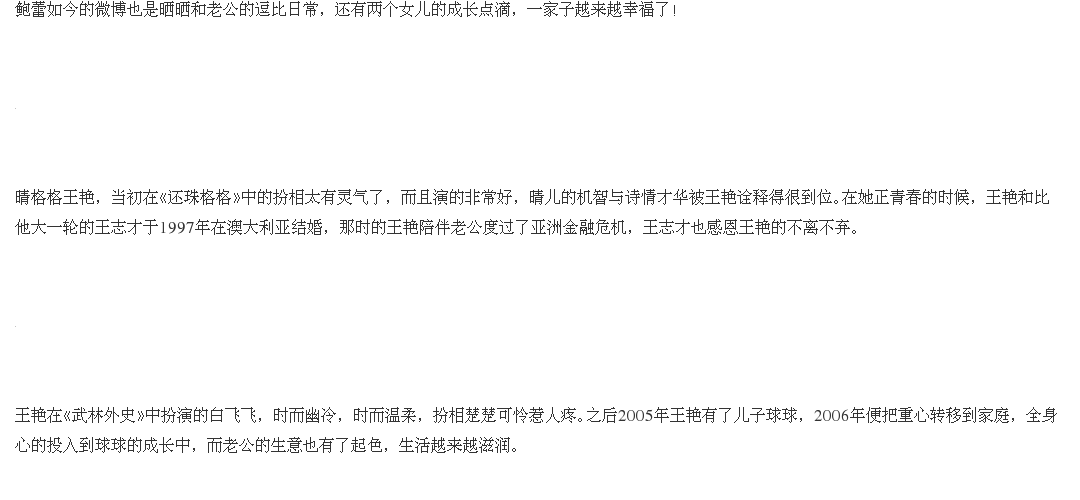 鲍蕾如今的微博也是晒晒和老公的逗比日常，还有两个女儿的成长点滴，一家子越来越幸福了!
晴格格王艳，当初在《还珠格格》中的扮相太有灵气了，而且演的非常好，晴儿的机智与诗情才华被王艳诠释得很到位。在她正青春的时候，王艳和比
他大一轮的王志才于1997年在澳大利亚结婚，那时的王艳陪伴老公度过了亚洲金融危机，王志才也感恩王艳的不离不弃。
王艳在《武林外史》中扮演的白飞飞，时而幽冷，时而温柔，扮相楚楚可怜惹人疼。之后2005年王艳有了儿子球球，2006年便把重心转移到家庭，全身
心的投入到球球的成长中，而老公的生意也有了起色，生活越来越滋润。